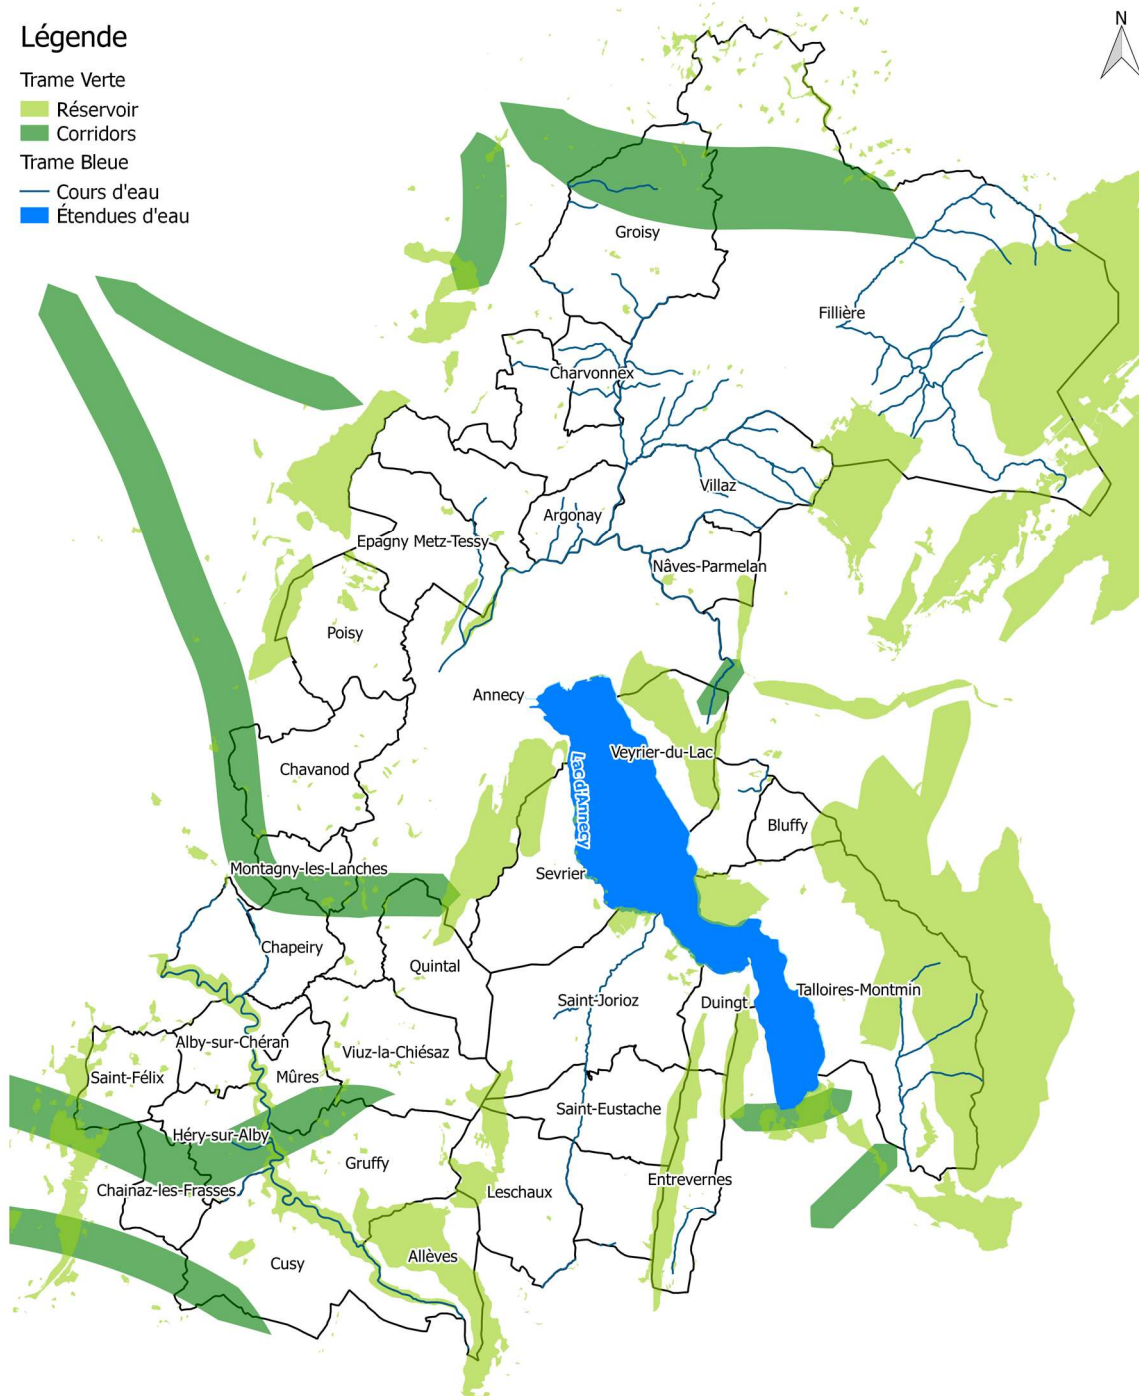 N
Légende
Trame Verte
Réservoir
Corridors
Trame Bleue
Cours d'eau
Étendues d'eau
Groisy
Fillière
Charvonnex
Villaz
Argonay
Epagny Metz-Tessy
Nâves-Parmelan
Poisy
Annecy
Veyrier-du-Lac
Chavanod
Lac d'Annecy
Bluffy
Montagny-les-Lanches
Sevrier
Chapeiry
Quintal
Talloires-Montmin
Saint-Jorioz
Duingt
Alby-sur-Chéran
Viuz-la-Chiésaz
Saint-Félix
Mûres
Saint-Eustache
Héry-sur-Alby
Gruffy
Entrevernes
Chainaz-les-Frasses
Leschaux
Allèves
Cusy